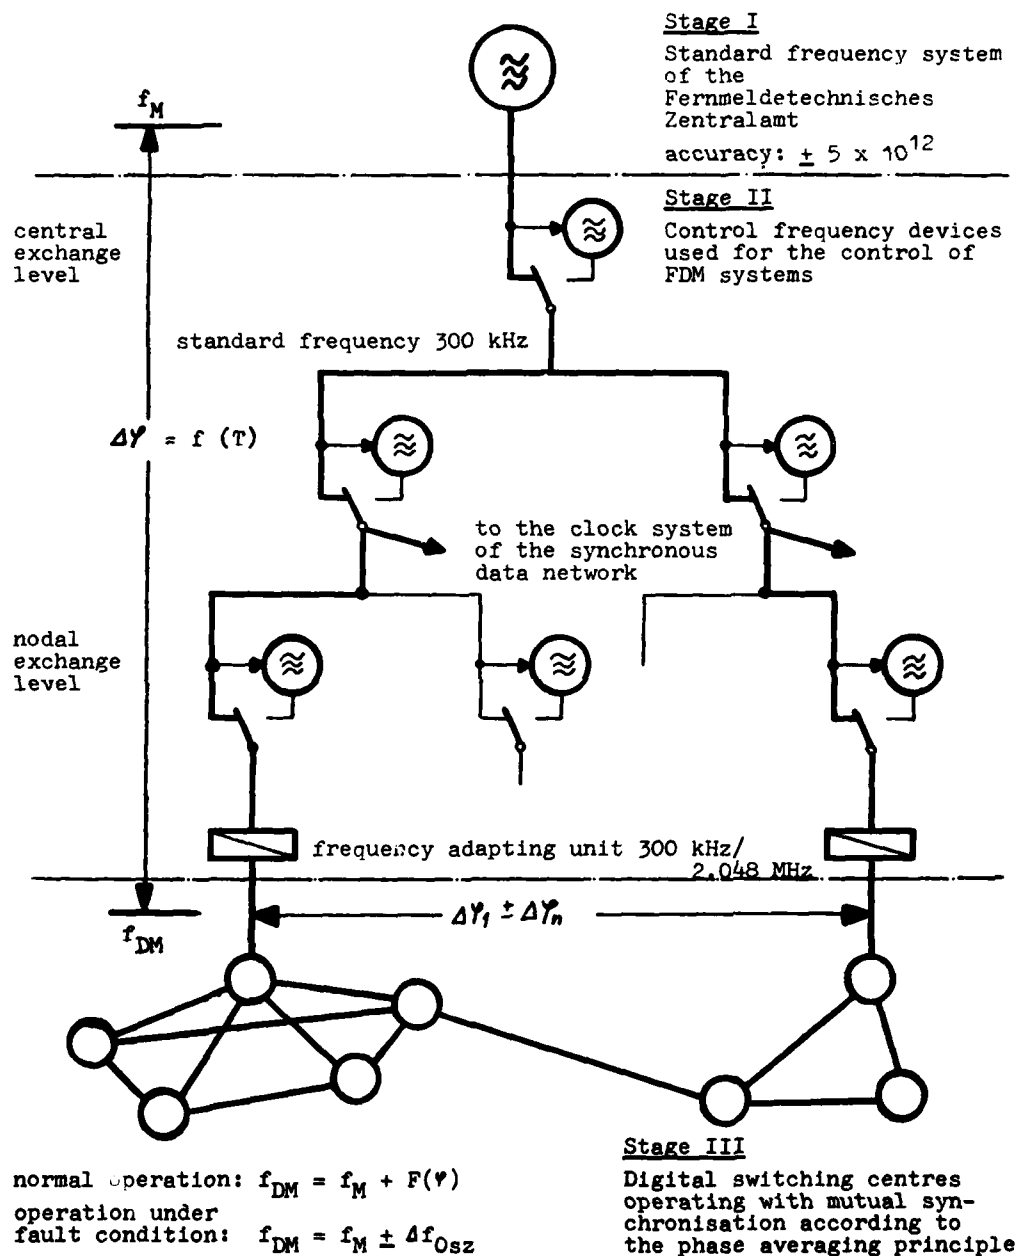 Stage I
Standard frequency system
of the
Fernmeldetechnisches
Zentralamt
accuracy: ± 5 x 10¹²
f_M
Stage II
Control frequency devices
used for the control of
FDM systems
central
exchange
level
standard frequency 300 kHz
Δφ = f (T)
to the clock system
of the synchronous
data network
nodal
exchange
level
frequency adapting unit 300 kHz/
2.048 MHz
Δφ₁ ± Δφₙ
f_DM
Stage III
Digital switching centres
operating with mutual syn-
chronisation according to
the phase averaging principle
normal operation: f_DM = f_M + F(φ)
operation under
fault condition: f_DM = f_M ± Δf_Osz